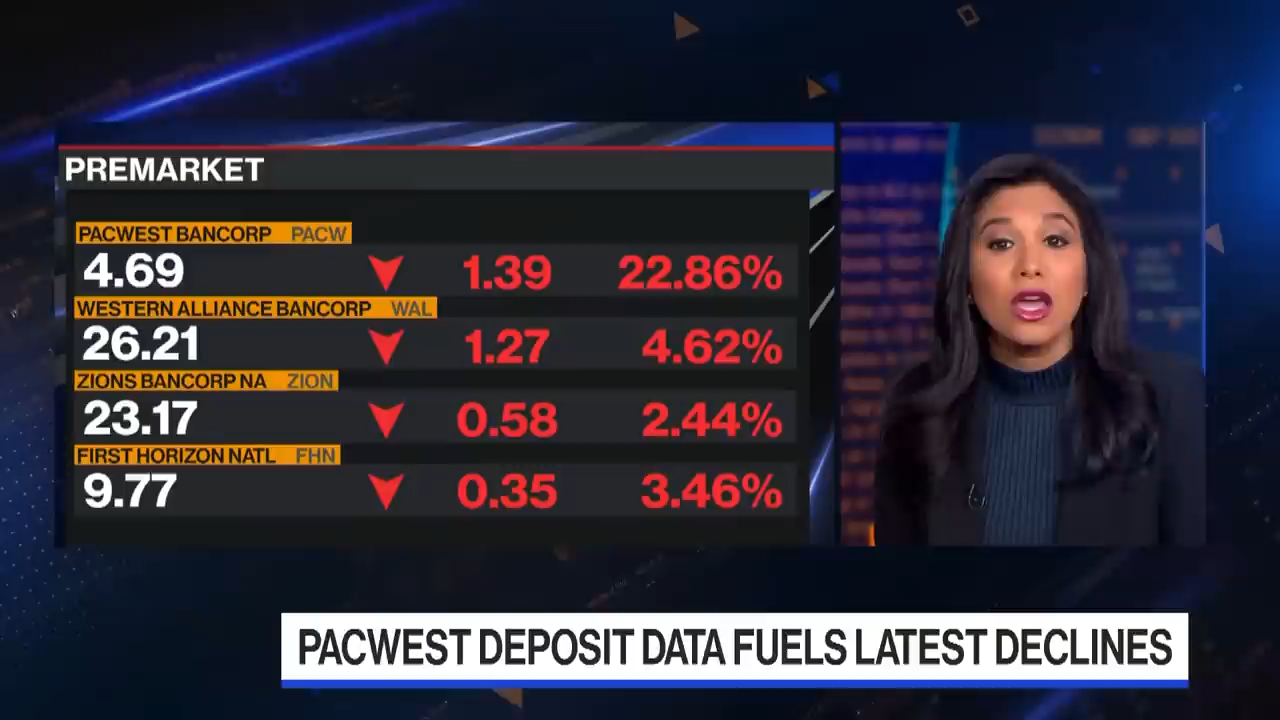 PREMARKET
PACWEST BANCORP PACW
4.69 1.39 22.86%
WESTERN ALLIANCE BANCORP WAL
26.21 1.27 4.62%
ZIONS BANCORP NA ZION
23.17 0.58 2.44%
FIRST HORIZON NATL FHN
9.77 0.35 3.46%
PACWEST DEPOSIT DATA FUELS LATEST DECLINES